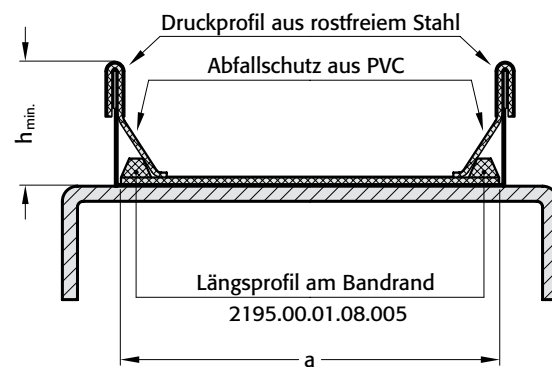 Druckprofil aus rostfreiem Stahl
Abfallschutz aus PVC
hmin.
Längsprofil am Bandrand
2195.00.01.08.005
a